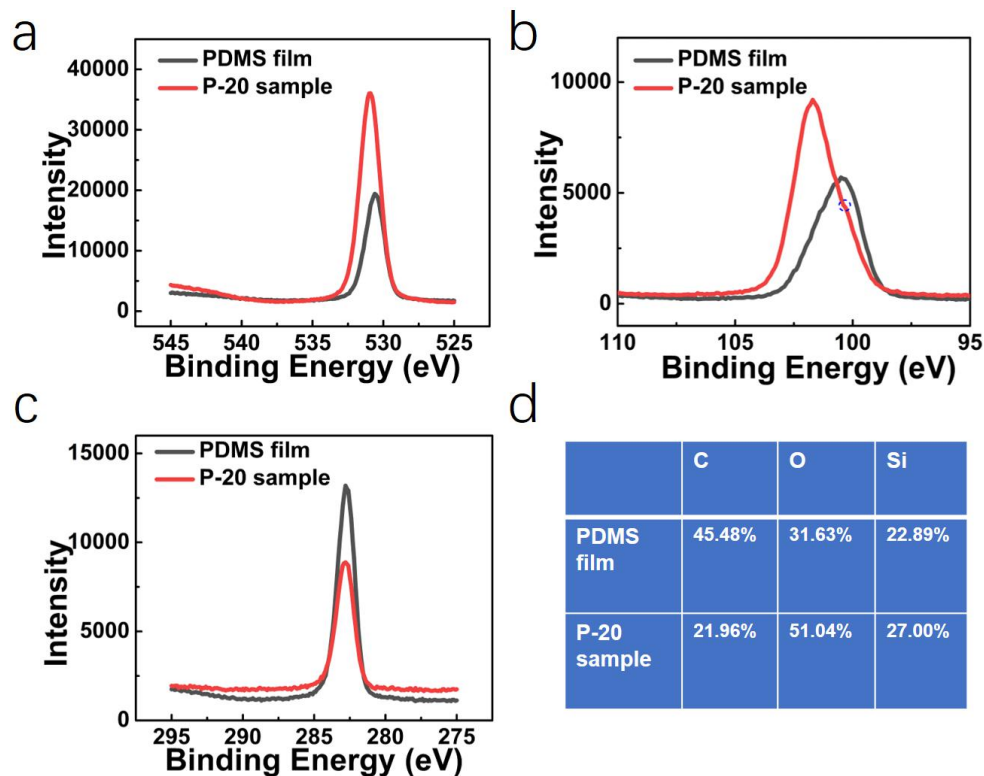 a
PDMS film
P-20 sample
40000
30000
20000
10000
0
Intensity
545 540 535 530 525
Binding Energy (eV)
b
PDMS film
P-20 sample
10000
5000
0
Intensity
110 105 100 95
Binding Energy (eV)
c
PDMS film
P-20 sample
15000
10000
5000
0
Intensity
295 290 285 280 275
Binding Energy (eV)
d
C O Si
PDMS 45.48% 31.63% 22.89%
film
P-20 21.96% 51.04% 27.00%
sample